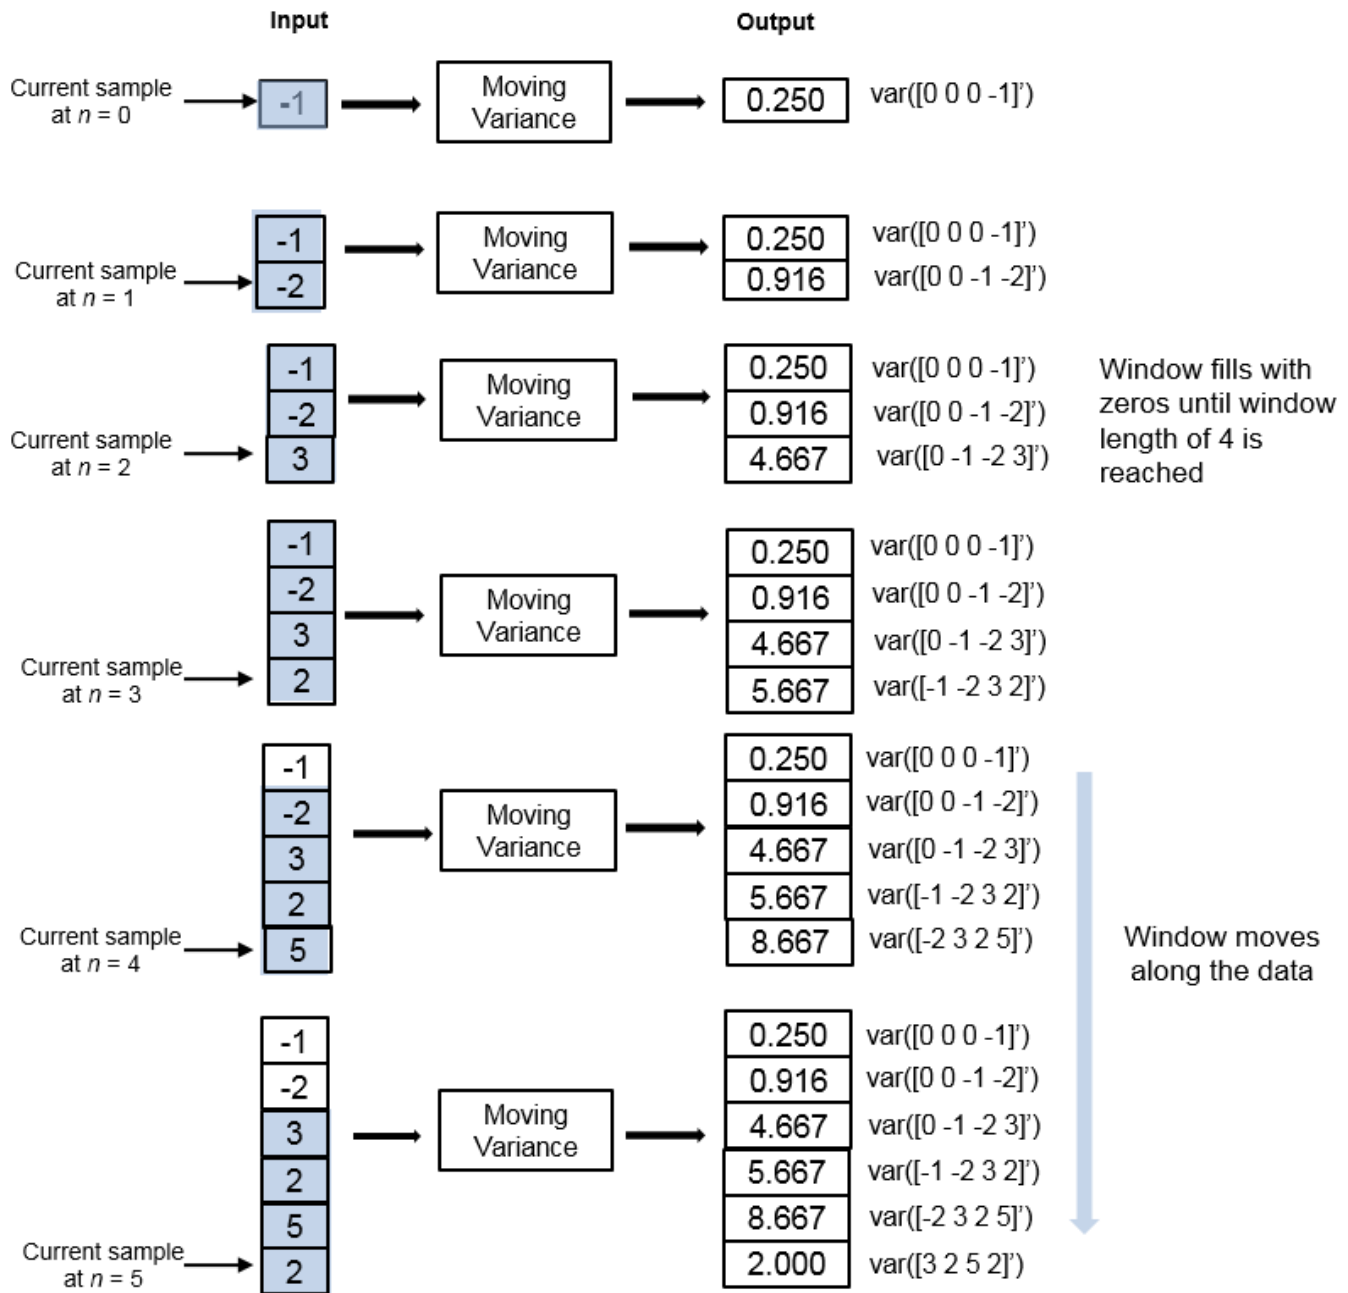 Input
Output
Current sample
at n = 0
-1
Moving
Variance
0.250
var([0 0 0 -1]’)
Current sample
at n = 1
-1
-2
Moving
Variance
0.250
0.916
var([0 0 0 -1]’)
var([0 0 -1 -2]’)
Current sample
at n = 2
-1
-2
3
Moving
Variance
0.250
0.916
4.667
var([0 0 0 -1]’)
var([0 0 -1 -2]’)
var([0 -1 -2 3]’)
Window fills with
zeros until window
length of 4 is
reached
Current sample
at n = 3
-1
-2
3
2
Moving
Variance
0.250
0.916
4.667
5.667
var([0 0 0 -1]’)
var([0 0 -1 -2]’)
var([0 -1 -2 3]’)
var([-1 -2 3 2]’)
Current sample
at n = 4
-1
-2
3
2
5
Moving
Variance
0.250
0.916
4.667
5.667
8.667
var([0 0 0 -1]’)
var([0 0 -1 -2]’)
var([0 -1 -2 3]’)
var([-1 -2 3 2]’)
var([-2 3 2 5]’)
Window moves
along the data
Current sample
at n = 5
-1
-2
3
2
5
2
Moving
Variance
0.250
0.916
4.667
5.667
8.667
2.000
var([0 0 0 -1]’)
var([0 0 -1 -2]’)
var([0 -1 -2 3]’)
var([-1 -2 3 2]’)
var([-2 3 2 5]’)
var([3 2 5 2]’)